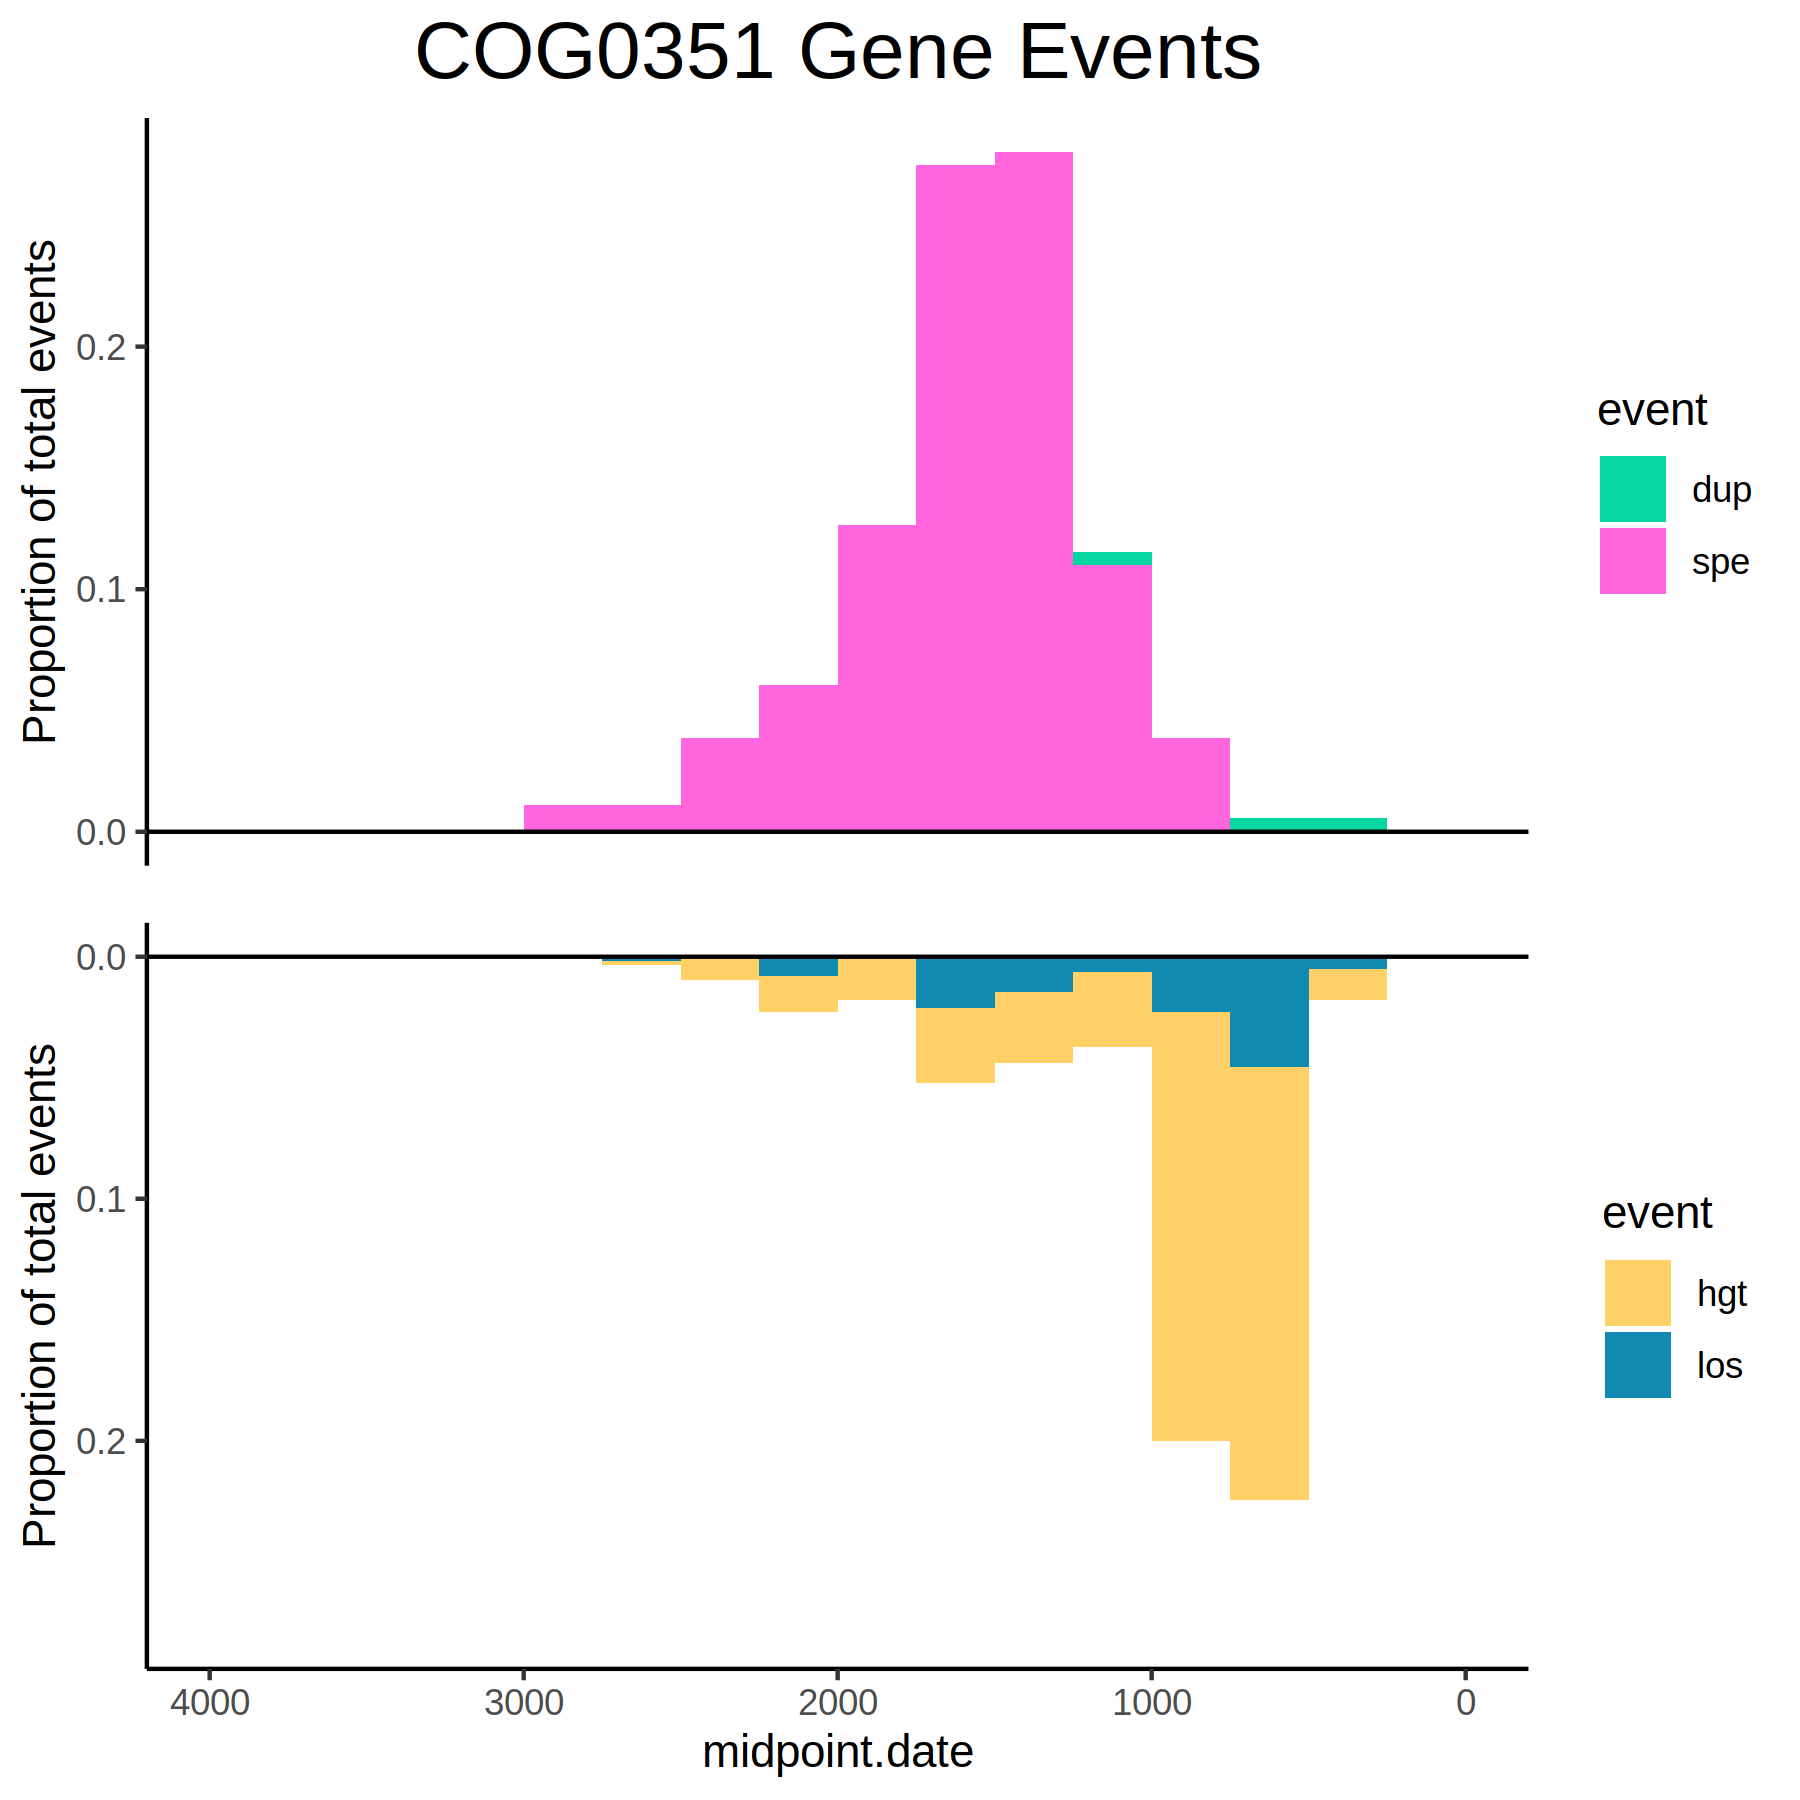 COG0351 Gene Events
Proportion of total events
0.2
0.1
0.0
event
dup
spe
Proportion of total events
0.0
0.1
0.2
event
hgt
los
4000
3000
2000
1000
0
midpoint.date